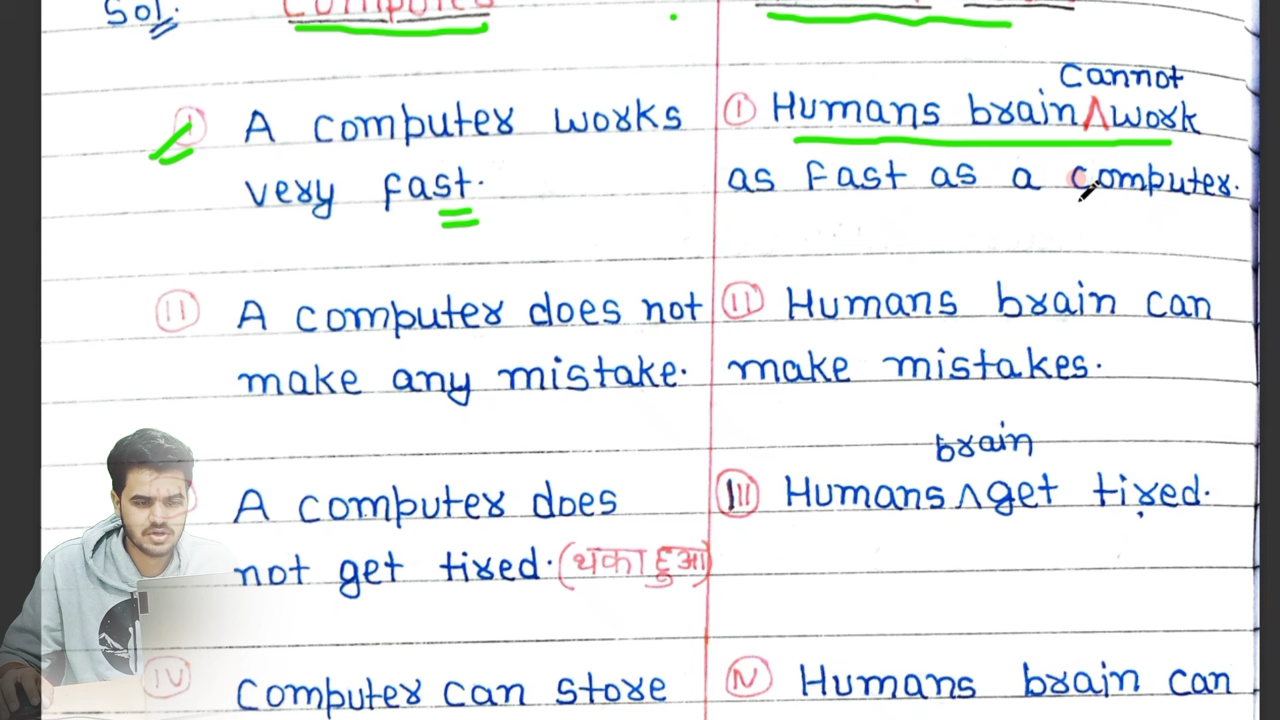 Sol.
Computer
(I) A computer works
very fast.
(I) Humans brain ^ work
cannot
as fast as a computer.
(II) A computer does not
make any mistake.
(II) Humans brain can
make mistakes.
A computer does
not get tired. (थका हुआ)
brain
(III) Humans ^ get tired.
(IV) Computer can store
(IV) Humans brain can